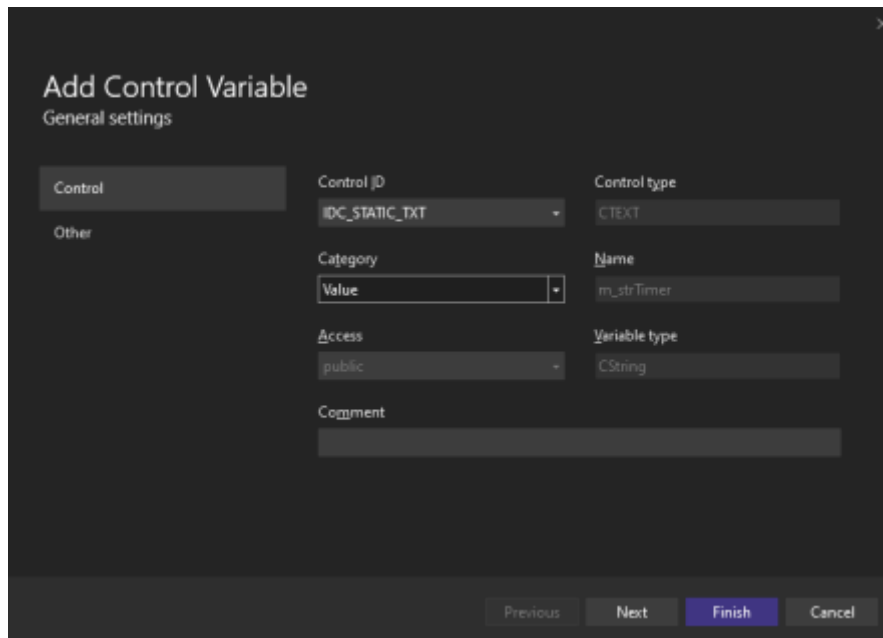 Add Control Variable
General settings
Control
Other
Control ID
IDC_STATIC_TXT
Control type
CTEXT
Category
Value
Name
m_strTimer
Access
public
Variable type
CString
Comment
Previous
Next
Finish
Cancel